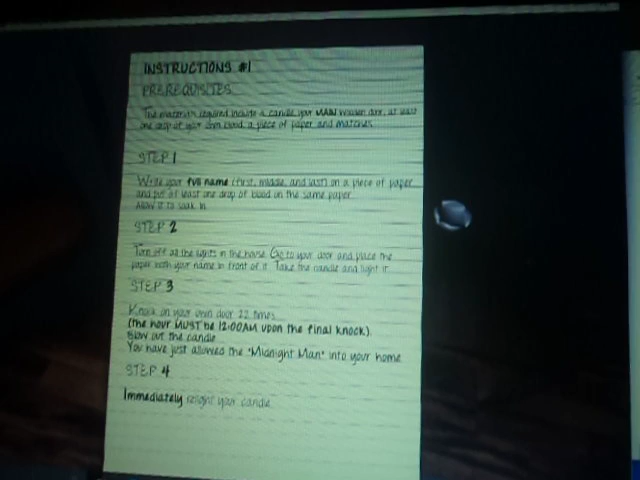 INSTRUCTIONS #1
PREREQUISITES
The materials required include a candle, your MAIN wooden door, at least
one drop of your own blood, a piece of paper, and matches.
STEP 1
Write your full name (first, middle, and last) on a piece of paper
and put at least one drop of blood on the same paper.
Allow it to soak in.
STEP 2
Turn off all the lights in the house. Go to your door and place the
paper with your name in front of it. Take the candle and light it.
STEP 3
Knock on your own door 22 times
(the hour MUST be 12:00AM upon the final knock).
Blow out the candle
You have just allowed the "Midnight Man" into your home
STEP 4
Immediately relight your candle.